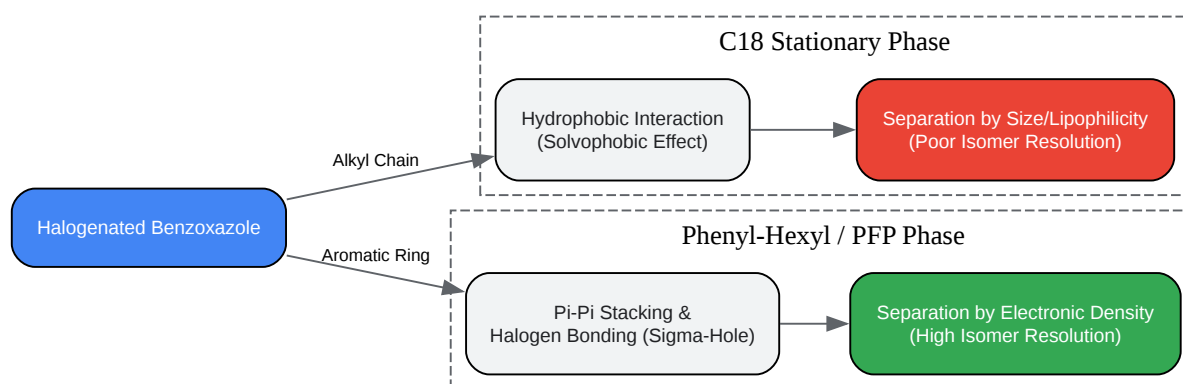 C18 Stationary Phase
Hydrophobic Interaction
(Solvophobic Effect)
Separation by Size/Lipophilicity
(Poor Isomer Resolution)
Alkyl Chain
Halogenated Benzoxazole
Aromatic Ring
Phenyl-Hexyl / PFP Phase
Pi-Pi Stacking &
Halogen Bonding (Sigma-Hole)
Separation by Electronic Density
(High Isomer Resolution)